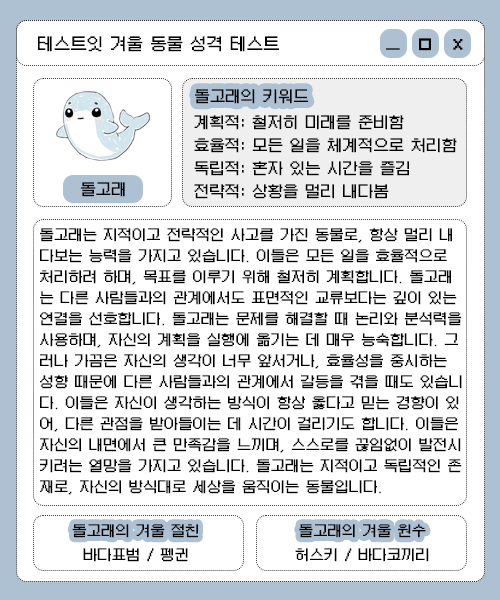 테스트잇 겨울 동물 성격 테스트
돌고래
돌고래의 키워드
계획적: 철저히 미래를 준비함
효율적: 모든 일을 체계적으로 처리함
독립적: 혼자 있는 시간을 즐김
전략적: 상황을 멀리 내다봄
돌고래는 지적이고 전략적인 사고를 가진 동물로, 항상 멀리 내
다보는 능력을 가지고 있습니다. 이들은 모든 일을 효율적으로
처리하려 하며, 목표를 이루기 위해 철저히 계획합니다. 돌고래
는 다른 사람들과의 관계에서도 표면적인 교류보다는 깊이 있는
연결을 선호합니다. 돌고래는 문제를 해결할 때 논리와 분석력을
사용하며, 자신의 계획을 실행에 옮기는 데 매우 능숙합니다. 그
러나 가끔은 자신의 생각이 너무 앞서거나, 효율성을 중시하는
성향 때문에 다른 사람들과의 관계에서 갈등을 겪을 때도 있습니
다. 이들은 자신이 생각하는 방식이 항상 옳다고 믿는 경향이 있
어, 다른 관점을 받아들이는 데 시간이 걸리기도 합니다. 이들은
자신의 내면에서 큰 만족감을 느끼며, 스스로를 끊임없이 발전시
키려는 열망을 가지고 있습니다. 돌고래는 지적이고 독립적인 존
재로, 자신의 방식대로 세상을 움직이는 동물입니다.
돌고래의 겨울 절친
바다표범 / 펭귄
돌고래의 겨울 원수
허스키 / 바다코끼리